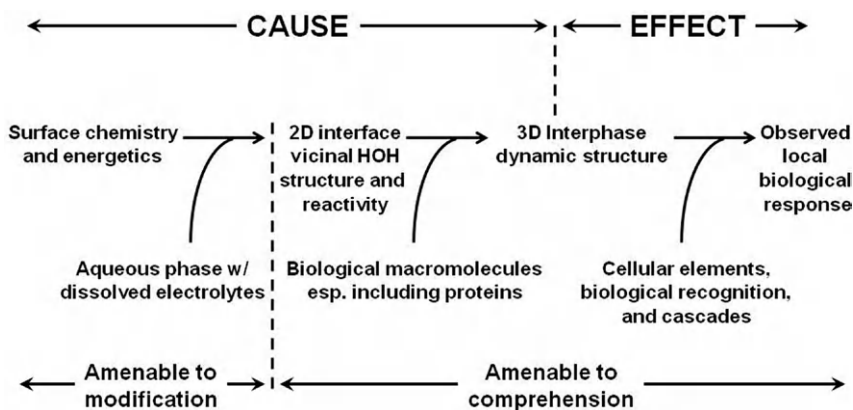 CAUSE
EFFECT
Surface chemistry
and energetics
2D interface
vicinal HOH
structure and
reactivity
3D Interphase
dynamic structure
Observed
local
biological
response
Aqueous phase w/
dissolved electrolytes
Biological macromolecules
esp. including proteins
Cellular elements,
biological recognition,
and cascades
Amenable to
modification
Amenable to
comprehension